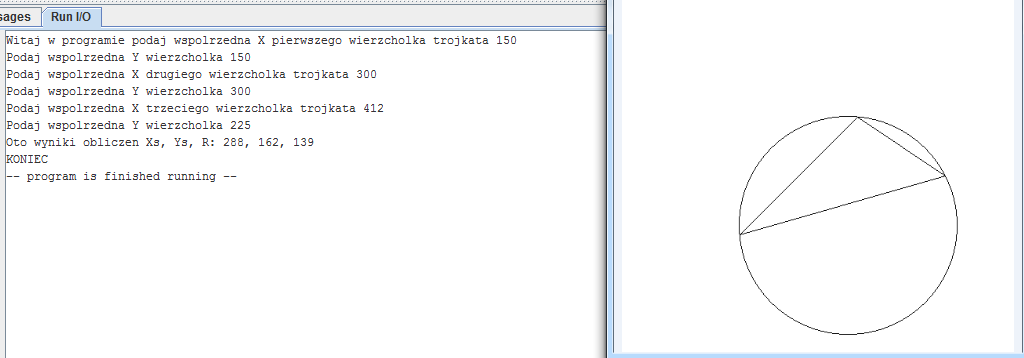 sages Run I/O
Witaj w programie podaj wspolrzedna X pierwszego wierzcholka trojkata 150
Podaj wspolrzedna Y wierzcholka 150
Podaj wspolrzedna X drugiego wierzcholka trojkata 300
Podaj wspolrzedna Y wierzcholka 300
Podaj wspolrzedna X trzeciego wierzcholka trojkata 412
Podaj wspolrzedna Y wierzcholka 225
Oto wyniki obliczen Xs, Ys, R: 288, 162, 139
KONIEC
-- program is finished running --